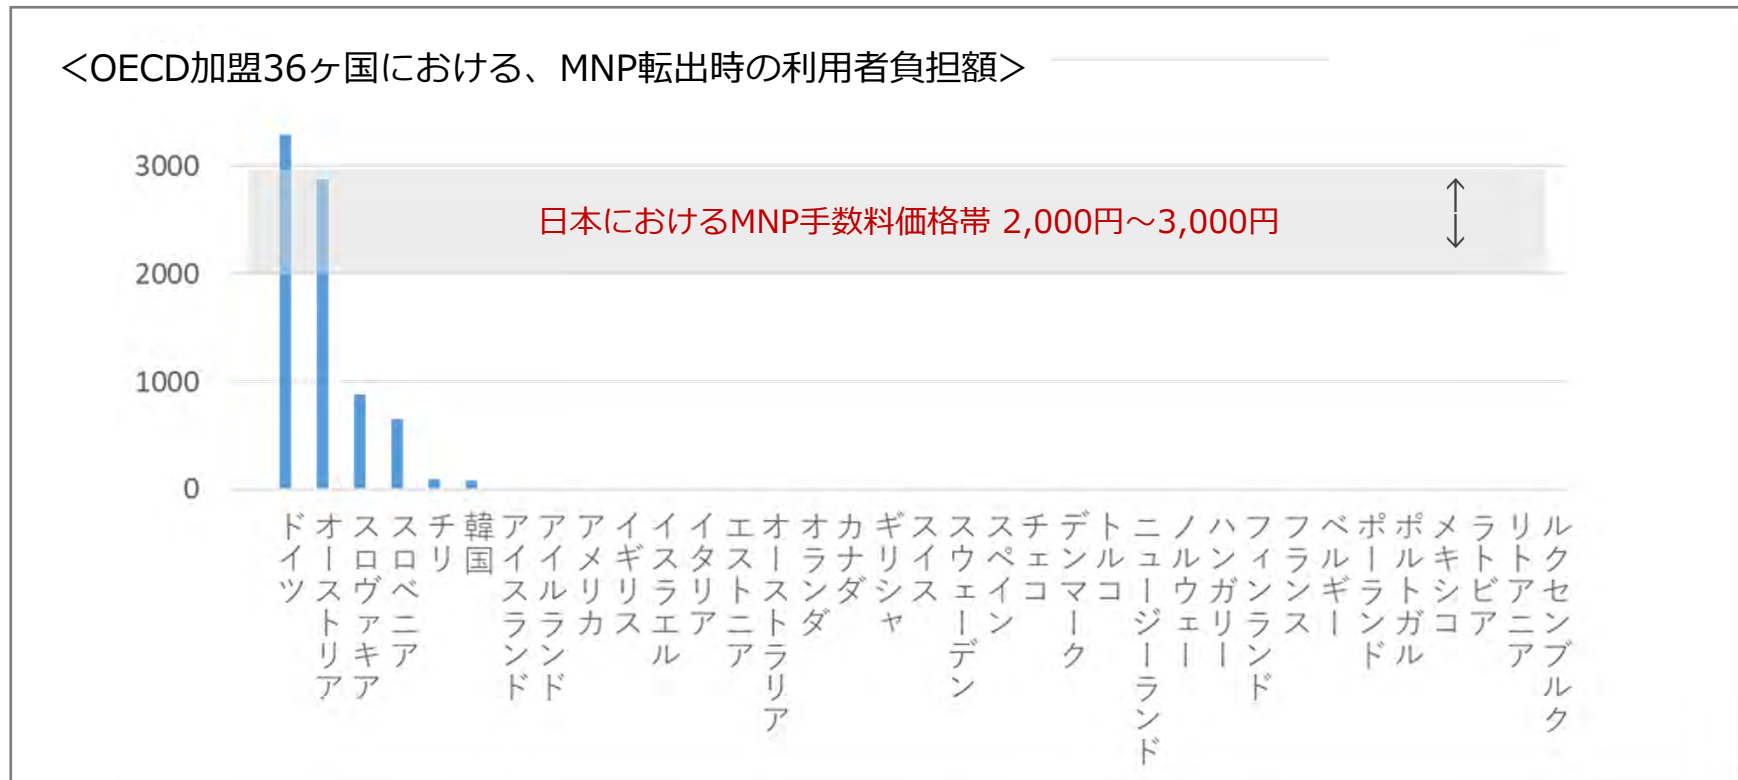 ＜OECD加盟36ヶ国における、MNP転出時の利用者負担額＞
3000
日本におけるMNP手数料価格帯 2,000円～3,000円
2000
1000
0
ドイツ
オーストリア
スロヴァキア
スロベニア
チリ
韓国
アイスランド
アイルランド
アメリカ
イギリス
イスラエル
イタリア
エストニア
オーストラリア
オランダ
カナダ
ギリシャ
スイス
スウェーデン
スペイン
チェコ
デンマーク
トルコ
ニュージーランド
ノルウェー
ハンガリー
フィンランド
フランス
ベルギー
ポーランド
ポルトガル
メキシコ
ラトビア
リトアニア
ルクセンブルク